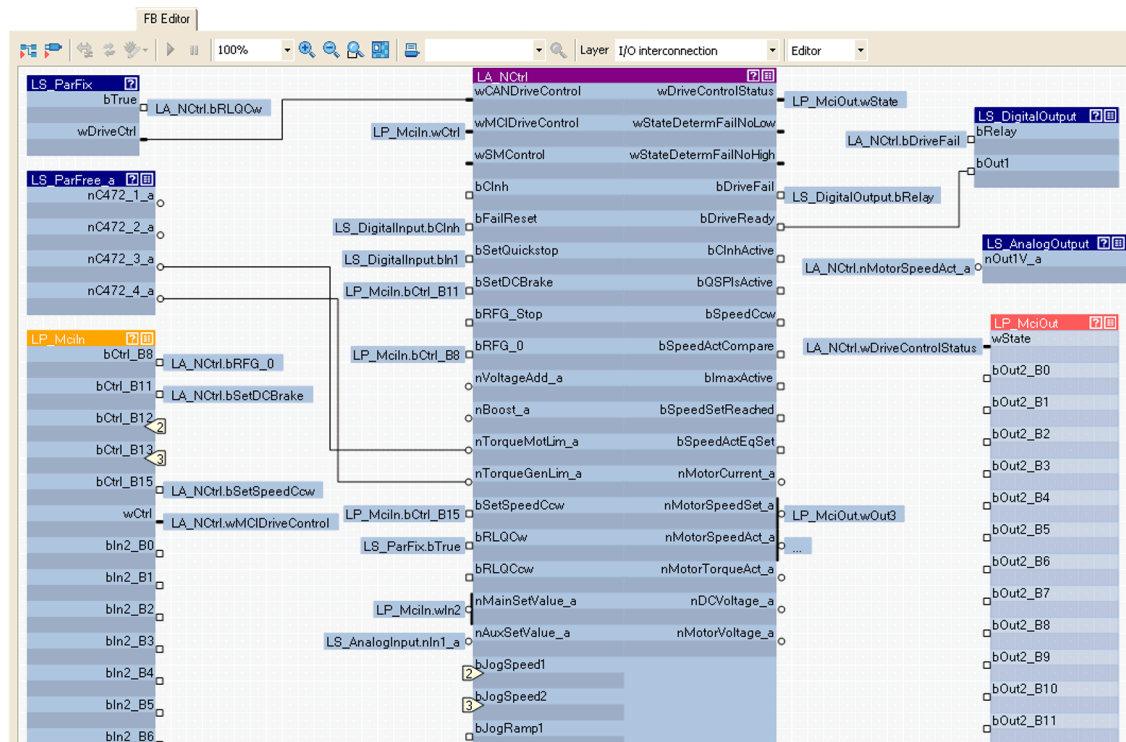 FB Editor
100%
Layer I/O interconnection Editor
LS_ParFix
bTrue
LA_NCtrl.bRLQCw
wDriveCtrl
LS_ParFree_a
nC472_1_a
nC472_2_a
nC472_3_a
nC472_4_a
LP_MciIn
bCtrl_B8
LA_NCtrl.bRFG_0
bCtrl_B11
LA_NCtrl.bSetDCBrake
bCtrl_B12
2
bCtrl_B13
3
bCtrl_B15
LA_NCtrl.bSetSpeedCcw
wCtrl
LA_NCtrl.wMCIDriveControl
bIn2_B0
bIn2_B1
bIn2_B2
bIn2_B3
bIn2_B4
bIn2_B5
bIn2_B6
LA_NCtrl
wCANDriveControl wDriveControlStatus
LP_MciOut.wState
LP_MciIn.wCtrl
wMCIDriveControl wStateDetermFailNoLow
wSMControl wStateDetermFailNoHigh
bCInh bDriveFail
LS_DigitalOutput.bRelay
LS_DigitalInput.bCInh
bFailReset bDriveReady
LS_DigitalInput.bIn1
bSetQuickstop bCInhActive
LP_MciIn.bCtrl_B11
bSetDCBrake bQSPIsActive
bRFG_Stop bSpeedCcw
LP_MciIn.bCtrl_B8
bRFG_0 bSpeedActCompare
nVoltageAdd_a bImaxActive
nBoost_a bSpeedSetReached
nTorqueMotLim_a bSpeedActEqSet
nTorqueGenLim_a nMotorCurrent_a
LP_MciIn.bCtrl_B15
bSetSpeedCcw nMotorSpeedSet_a
LP_MciOut.wOut3
LS_ParFix.bTrue
bRLQCw nMotorSpeedAct_a
...
bRLQCcw nMotorTorqueAct_a
LP_MciIn.wIn2
nMainSetValue_a nDCVoltage_a
LS_AnalogInput.nIn1_a
nAuxSetValue_a nMotorVoltage_a
2
bJogSpeed1
3
bJogSpeed2
bJogRamp1
LS_DigitalOutput
LA_NCtrl.bDriveFail
bRelay
bOut1
LS_AnalogOutput
LA_NCtrl.nMotorSpeedAct_a
nOut1V_a
LP_MciOut
LA_NCtrl.wDriveControlStatus
wState
bOut2_B0
bOut2_B1
bOut2_B2
bOut2_B3
bOut2_B4
bOut2_B5
bOut2_B6
bOut2_B7
bOut2_B8
bOut2_B9
bOut2_B10
bOut2_B11